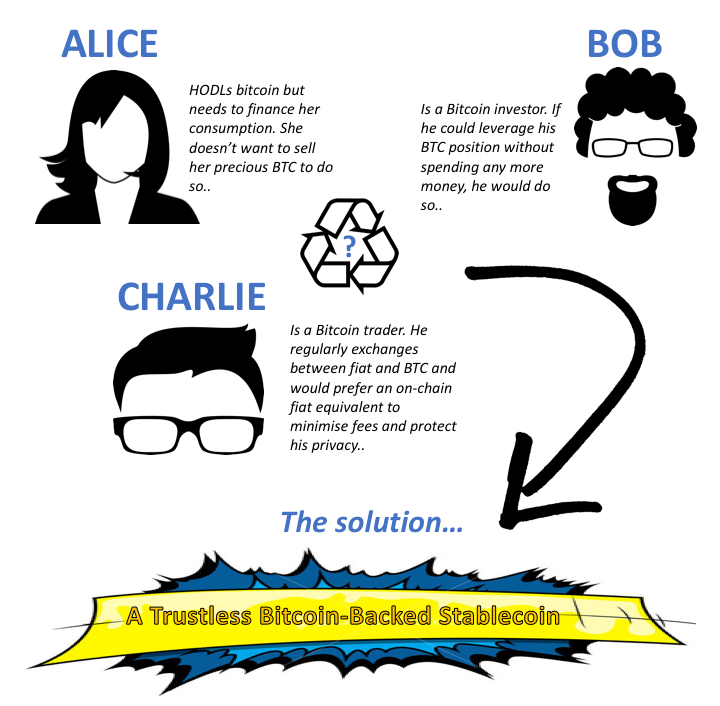 ALICE
HODLs bitcoin but
needs to finance her
consumption. She
doesn't want to sell
her precious BTC to do
so..
BOB
Is a Bitcoin investor. If
he could leverage his
BTC position without
spending any more
money, he would do
so..
?
CHARLIE
Is a Bitcoin trader. He
regularly exchanges
between fiat and BTC and
would prefer an on-chain
fiat equivalent to
minimise fees and protect
his privacy..
The solution...
A Trustless Bitcoin-Backed Stablecoin